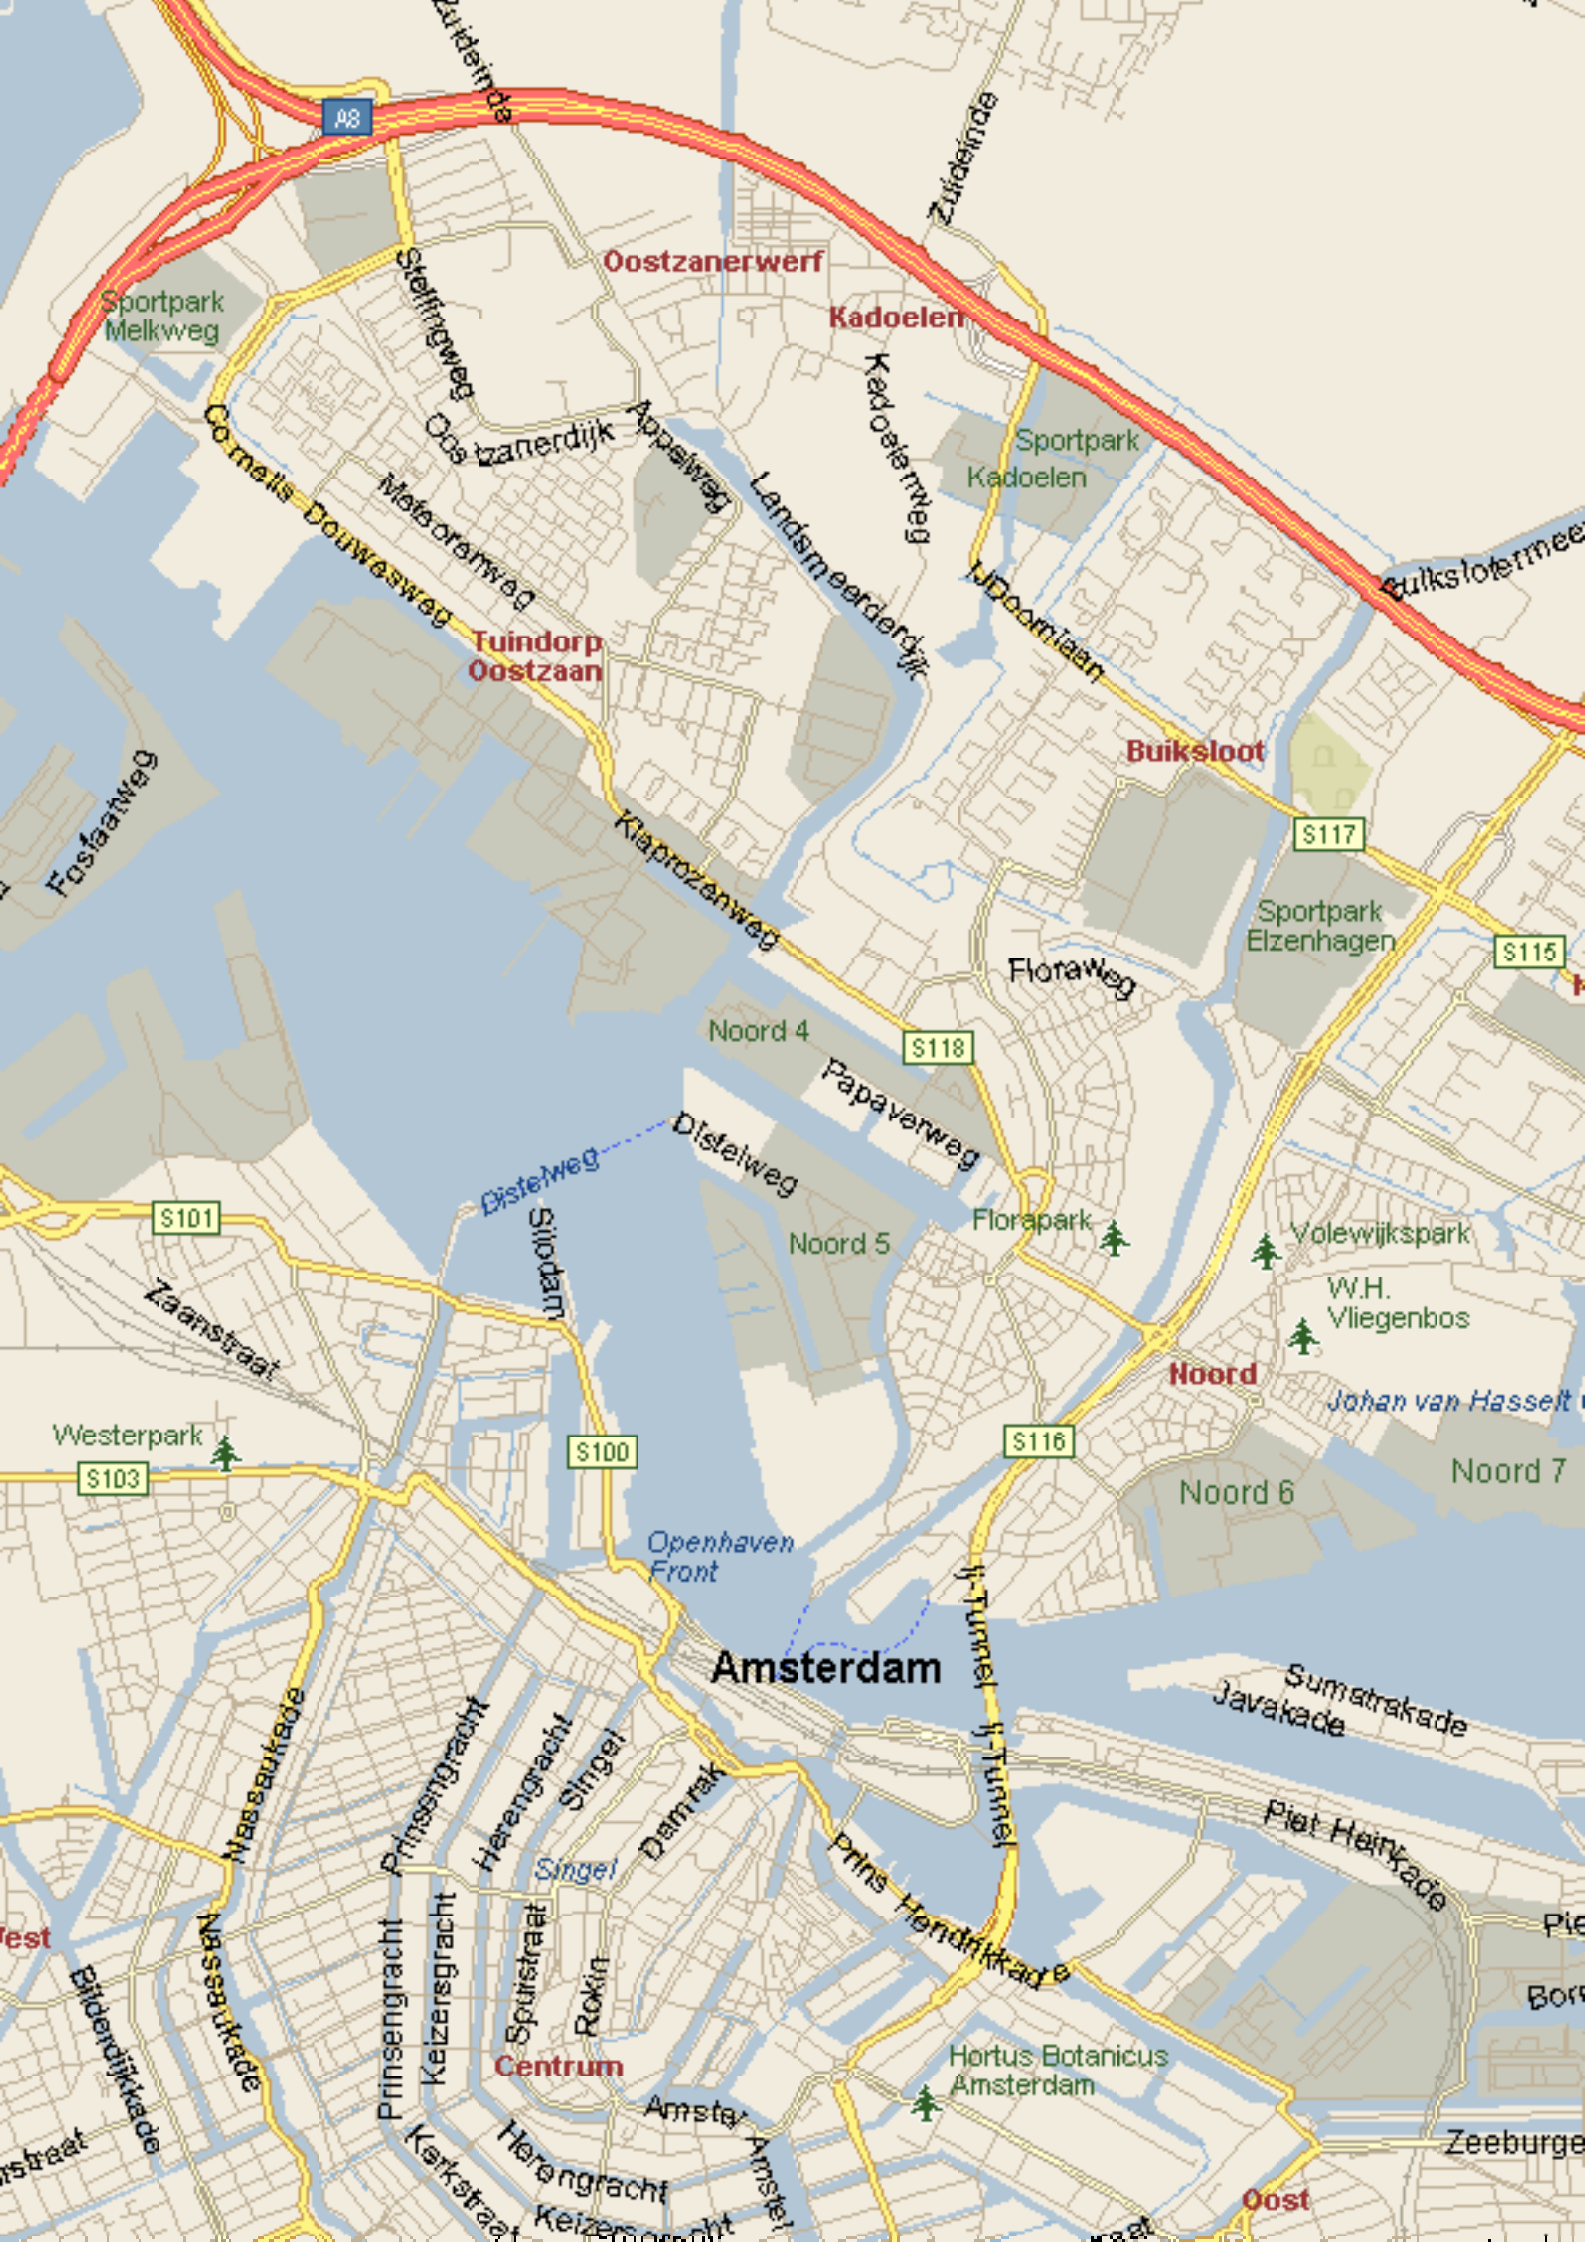 Zuideinde
A8
Zuideinde
Oostzanerwerf
Stellingweg
Sportpark
Melkweg
Kadoelen
Kadoelenweg
Cornelis Douwesweg
Oostzanerdijk
Appelweg
Sportpark
Kadoelen
Meteorenweg
Landsmeerderdijk
IJDoornlaan
Buikslotermee
Tuindorp
Oostzaan
Buiksloot
Fosfaatweg
S117
Klaprozenweg
Sportpark
Elzenhagen
S115
Floraweg
Noord 4
S118
Papaverweg
Distelweg
Distelweg
S101
Silodam
Florapark
Noord 5
Volewijkspark
Zaanstraat
W.H.
Vliegenbos
Noord
Johan van Hasselt
Westerpark
S103
S100
S116
Noord 6
Noord 7
Openhaven
Front
IJ-Tunnel
Amsterdam
Sumatrakade
Javakade
Nassaukade
Prinsengracht
Herengracht
Singel
Damrak
IJ-Tunnel
Piet Heinkade
Singel
Prins Hendrikkade
Nassaukade
Prinsengracht
Keizersgracht
Spuistraat
Rokin
Pie
Bilderdijkkade
Centrum
Hortus Botanicus
Amsterdam
Amstel
Amstel
Kerkstraat
Herengracht
Keizersgracht
Zeeburge
Oost